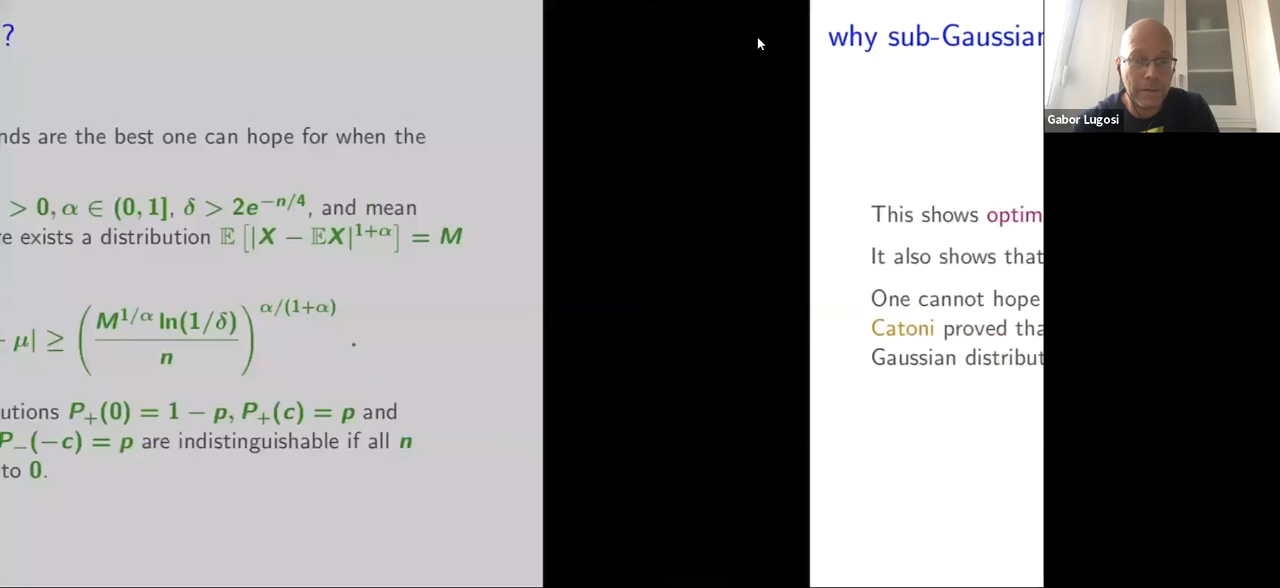 ?
nds are the best one can hope for when the
> 0, α ∈ (0, 1], δ > 2e^{−n/4}, and mean
e exists a distribution 𝔼 [|X − 𝔼X|^{1+α}] = M
− μ| ≥ (M^{1/α} ln(1/δ) / n)^{α/(1+α)} .
utions P₊(0) = 1 − p, P₊(c) = p and
P₋(−c) = p are indistinguishable if all n
to 0.
why sub-Gaussian
This shows optim
It also shows that
One cannot hope
Catoni proved tha
Gaussian distribut
Gabor Lugosi